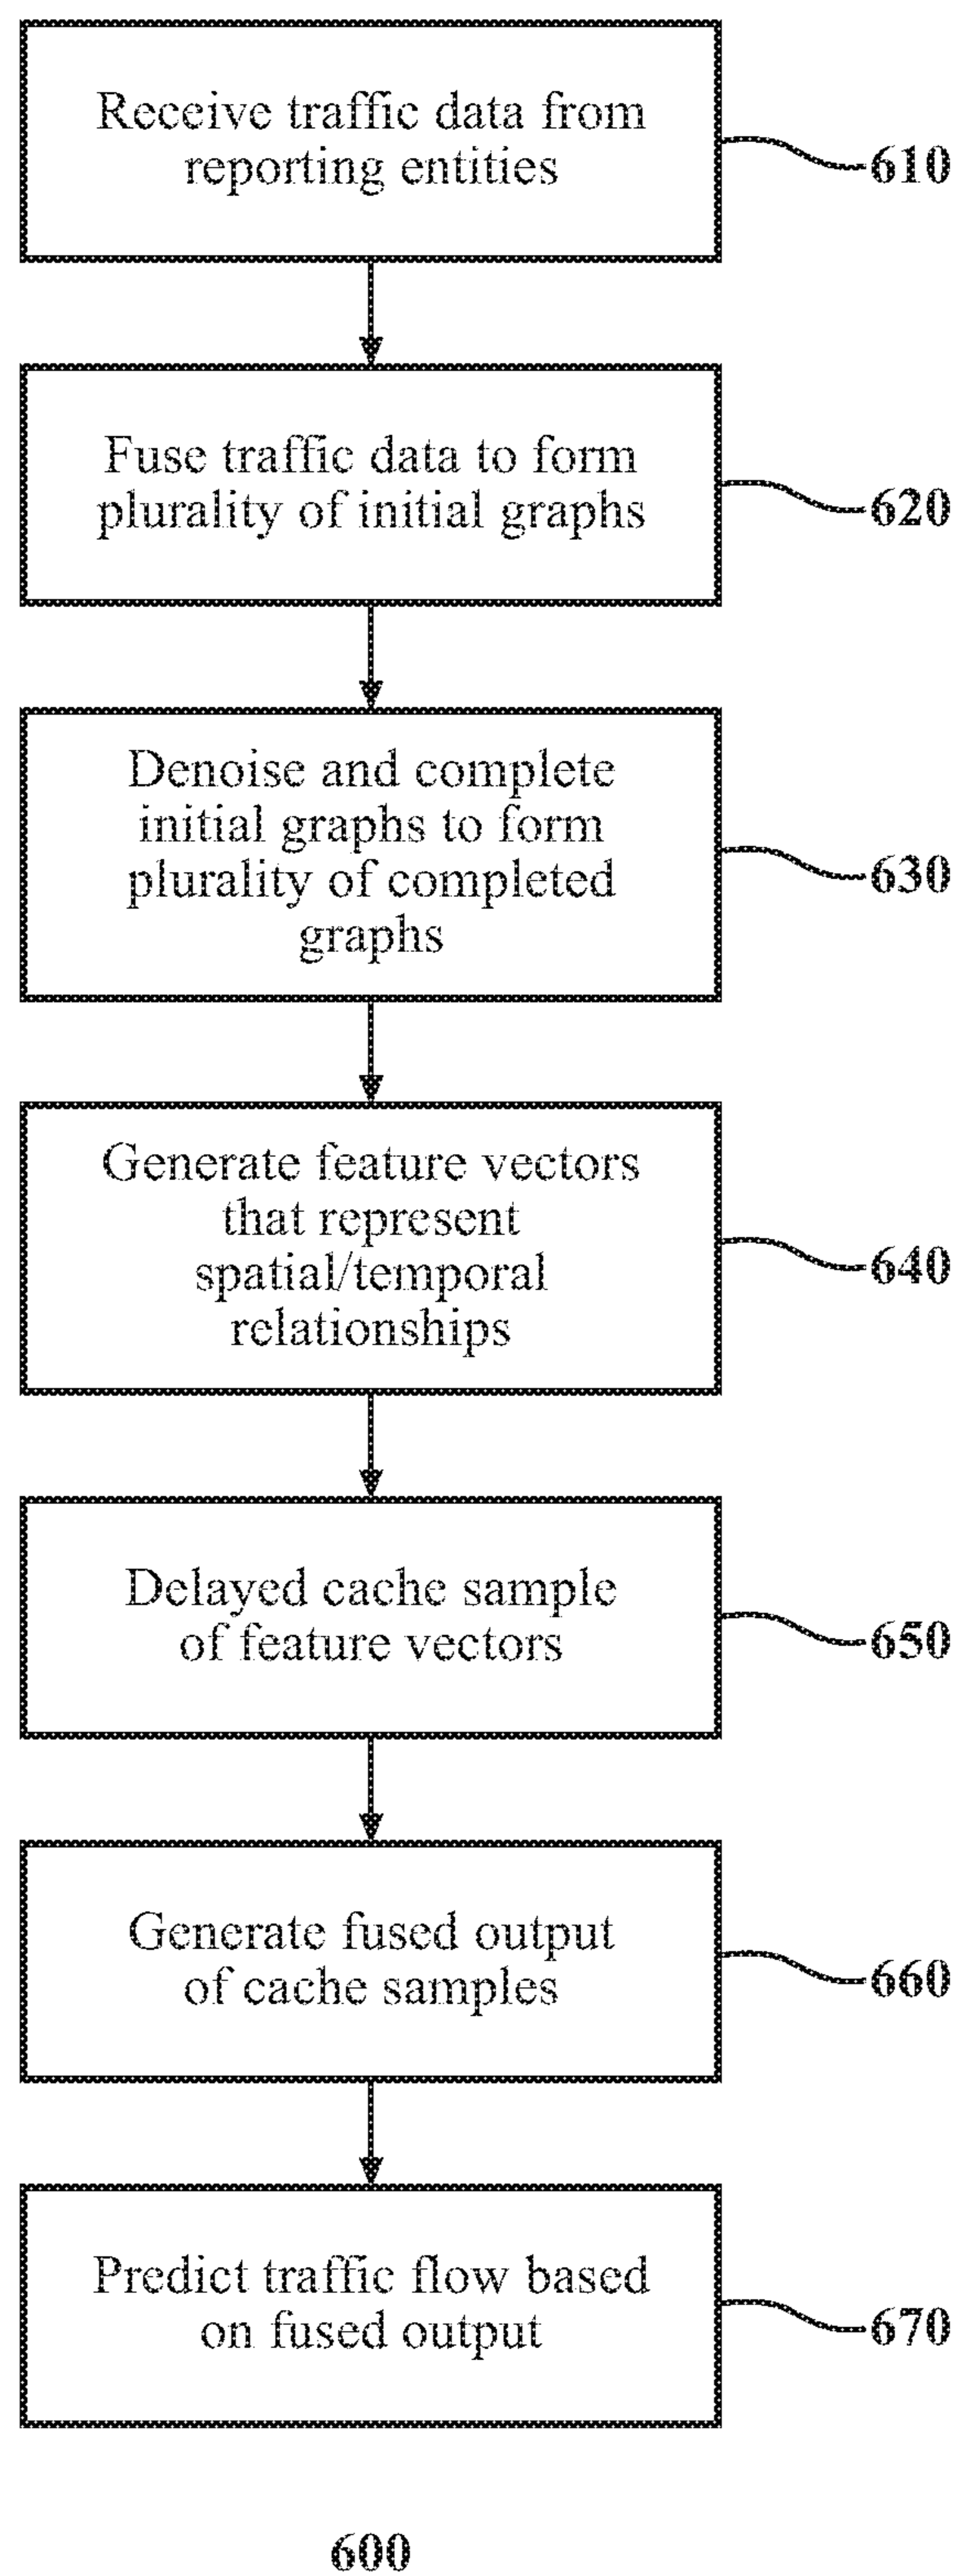 Receive traffic data from
reporting entities
610
Fuse traffic data to form
plurality of initial graphs
620
Denoise and complete
initial graphs to form
plurality of completed
graphs
630
Generate feature vectors
that represent
spatial/temporal
relationships
640
Delayed cache sample
of feature vectors
650
Generate fused output
of cache samples
660
Predict traffic flow based
on fused output
670
600